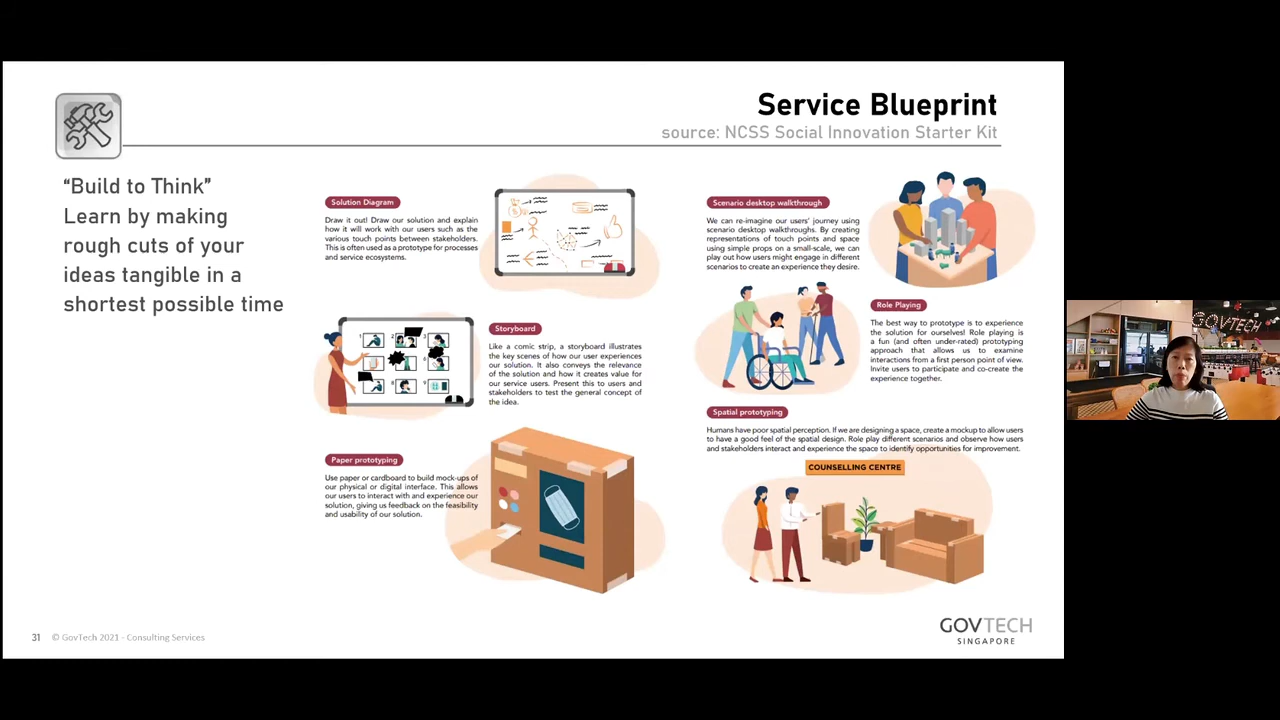 Service Blueprint
source: NCSS Social Innovation Starter Kit
“Build to Think”
Learn by making
rough cuts of your
ideas tangible in a
shortest possible time
Solution Diagram
Draw it out! Draw our solution and explain
how it will work with our users such as the
various touch points between stakeholders.
This is often used as a prototype for processes
and service ecosystems.
Storyboard
Like a comic strip, a storyboard illustrates
the key scenes of how our user experiences
our solution. It also conveys the relevance
of the solution and how it creates value for
our service users. Present this to users and
stakeholders to test the general concept of
the idea.
Paper prototyping
Use paper or cardboard to build mock-ups of
our physical or digital interface. This allows
our users to interact with and experience our
solution, giving us feedback on the feasibility
and usability of our solution.
Scenario desktop walkthrough
We can re-imagine our users’ journey using
scenario desktop walkthroughs. By creating
representations of touch points and space
using simple props on a small-scale, we can
play out how users might engage in different
scenarios to create an experience they desire.
Role Playing
The best way to prototype is to experience
the solution for ourselves! Role playing is
a fun (and often under-rated) prototyping
approach that allows us to examine
interactions from a first person point of view.
Invite users to participate and co-create the
experience together.
Spatial prototyping
Humans have poor spatial perception. If we are designing a space, create a mockup to allow users
to have a good feel of the spatial design. Role play different scenarios and observe how users
and stakeholders interact and experience the space to identify opportunities for improvement.
COUNSELLING CENTRE
31 © GovTech 2021 - Consulting Services
GOVTECH
SINGAPORE
GOVTECH